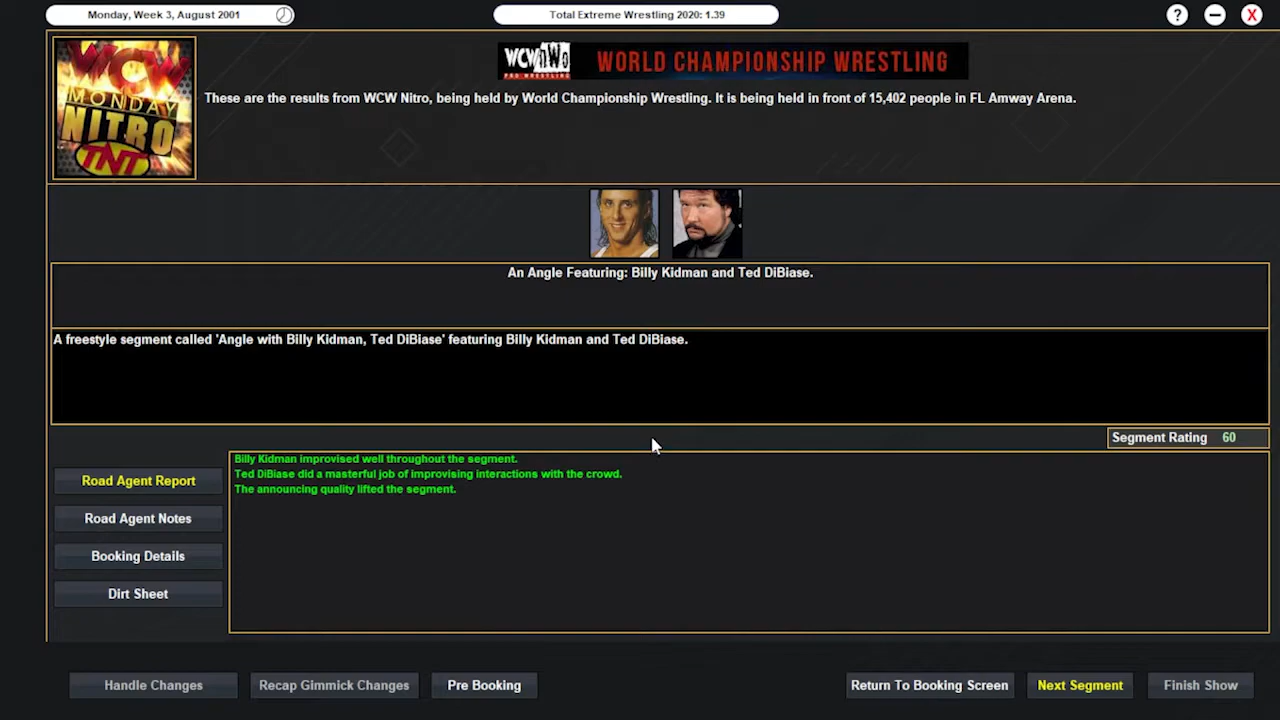 Monday, Week 3, August 2001
Total Extreme Wrestling 2020: 1.39
?
X
WCW
MONDAY
NITRO
TNT
WCW nWo
PRO WRESTLING
WORLD CHAMPIONSHIP WRESTLING
These are the results from WCW Nitro, being held by World Championship Wrestling. It is being held in front of 15,402 people in FL Amway Arena.
An Angle Featuring: Billy Kidman and Ted DiBiase.
A freestyle segment called 'Angle with Billy Kidman, Ted DiBiase' featuring Billy Kidman and Ted DiBiase.
Segment Rating 60
Road Agent Report
Road Agent Notes
Booking Details
Dirt Sheet
Billy Kidman improvised well throughout the segment.
Ted DiBiase did a masterful job of improvising interactions with the crowd.
The announcing quality lifted the segment.
Handle Changes
Recap Gimmick Changes
Pre Booking
Return To Booking Screen
Next Segment
Finish Show